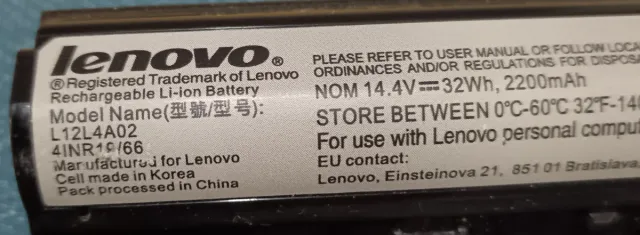 lenovo®
® Registered Trademark of Lenovo
Rechargeable Li-ion Battery
Model Name(型號/型号):
L12L4A02
4INR19/66
Manufactured for Lenovo
Cell made in Korea
Pack processed in China
PLEASE REFER TO USER MANUAL OR FOLLOW LOCA
ORDINANCES AND/OR REGULATIONS FOR DISPOSA
NOM 14.4V⎓32Wh, 2200mAh
STORE BETWEEN 0°C-60°C 32°F-14
For use with Lenovo personal comput
EU contact:
Lenovo, Einsteinova 21, 851 01 Bratislava